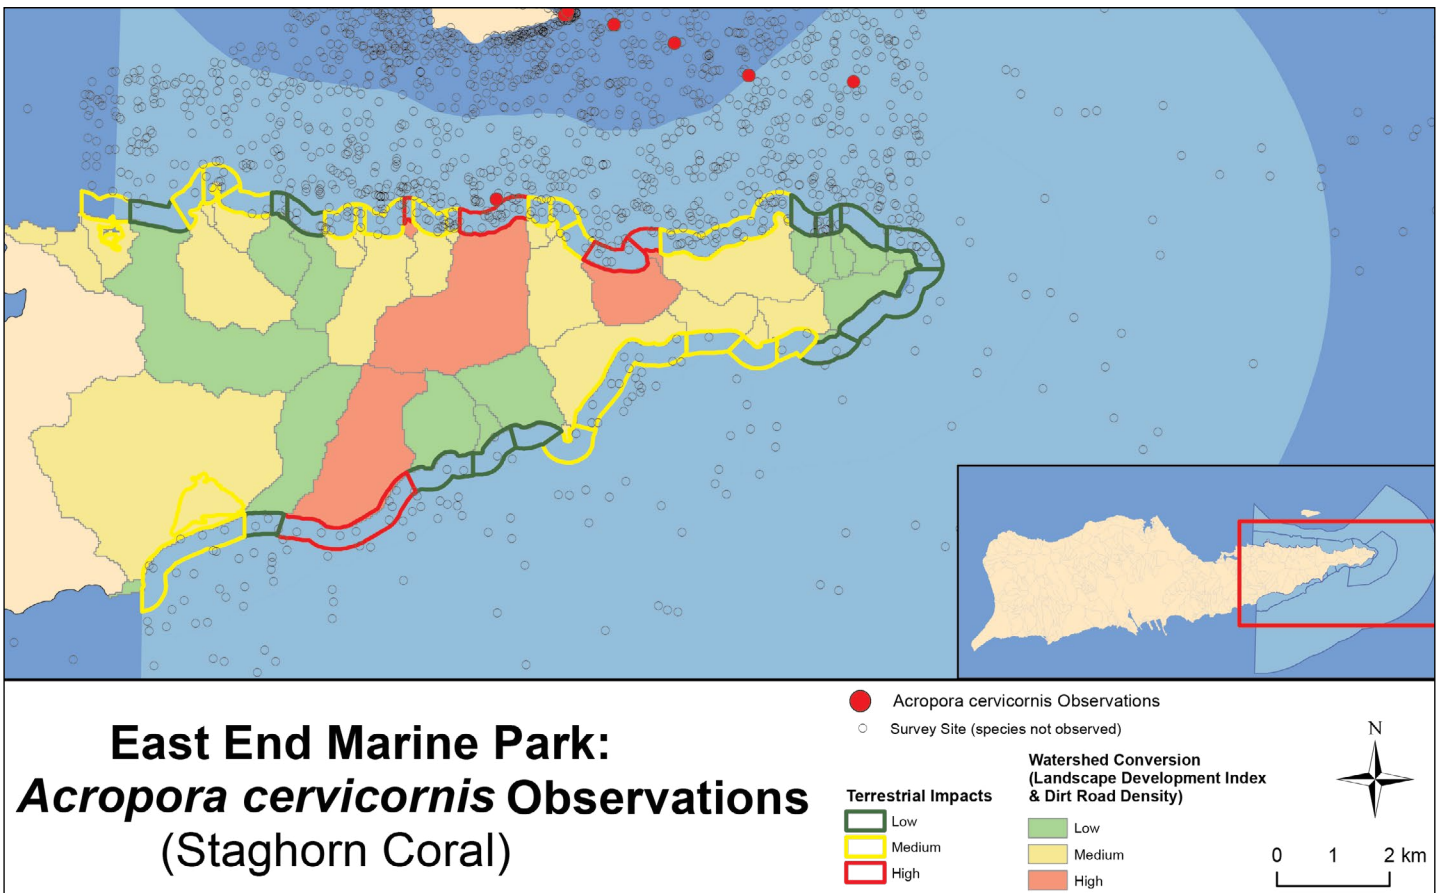 East End Marine Park:
Acropora cervicornis Observations
(Staghorn Coral)
Acropora cervicornis Observations
Survey Site (species not observed)
Terrestrial Impacts
Low
Medium
High
Watershed Conversion
(Landscape Development Index
& Dirt Road Density)
Low
Medium
High
N
0 1 2 km